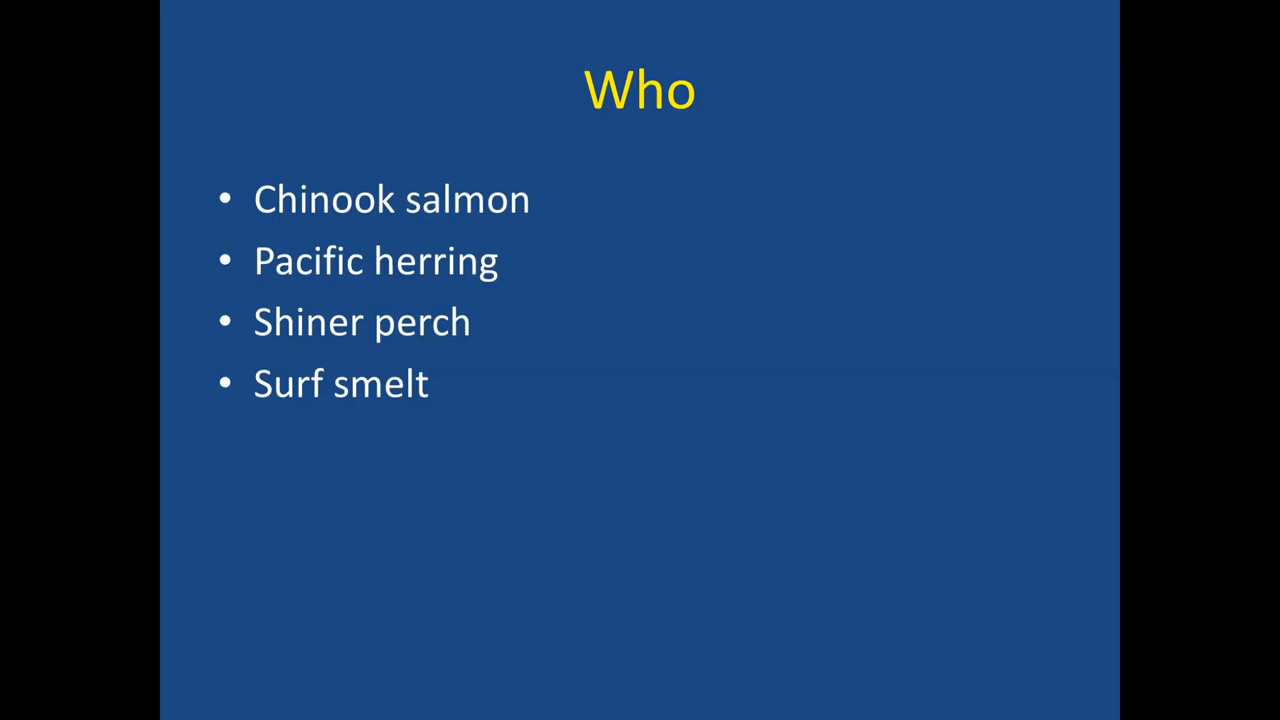 Who
• Chinook salmon
• Pacific herring
• Shiner perch
• Surf smelt